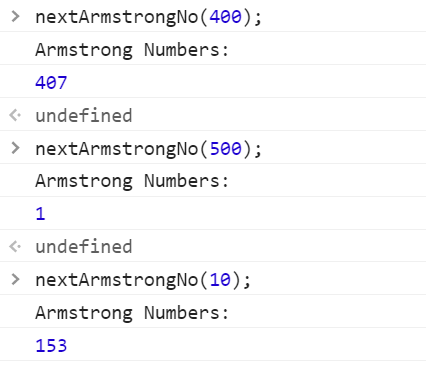 > nextArmstrongNo(400);
Armstrong Numbers:
407
<· undefined
> nextArmstrongNo(500);
Armstrong Numbers:
1
<· undefined
> nextArmstrongNo(10);
Armstrong Numbers:
153